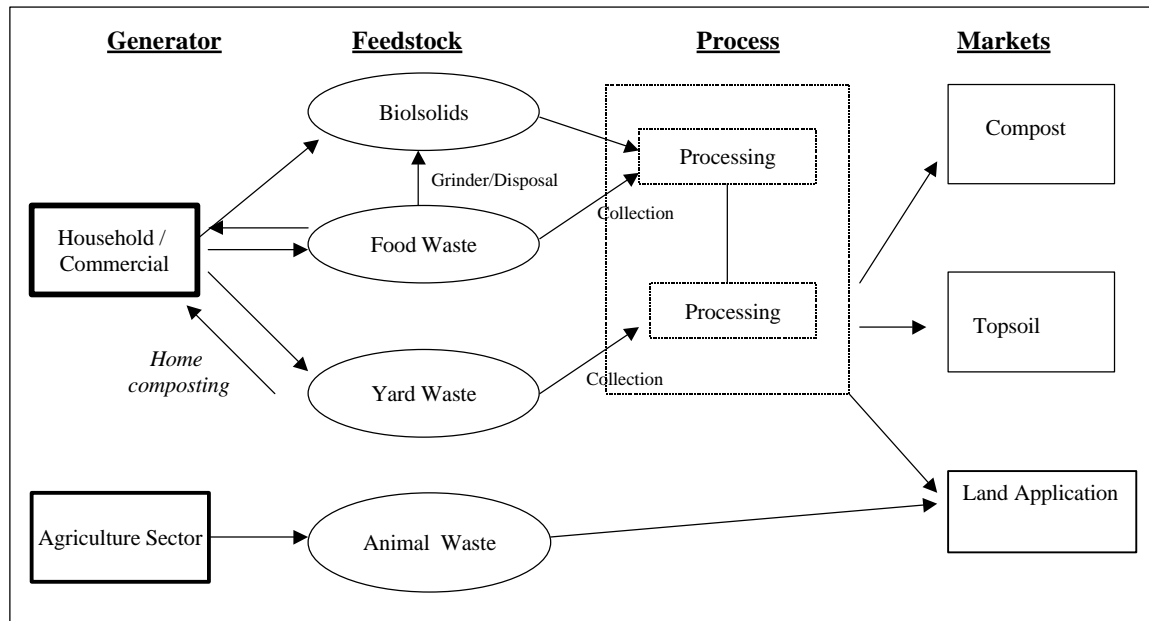 Generator
Feedstock
Process
Markets
Biolsolids
Compost
Processing
Grinder/Disposal
Collection
Household /
Commercial
Food Waste
Processing
Topsoil
Home
composting
Collection
Yard Waste
Land Application
Agriculture Sector
Animal Waste